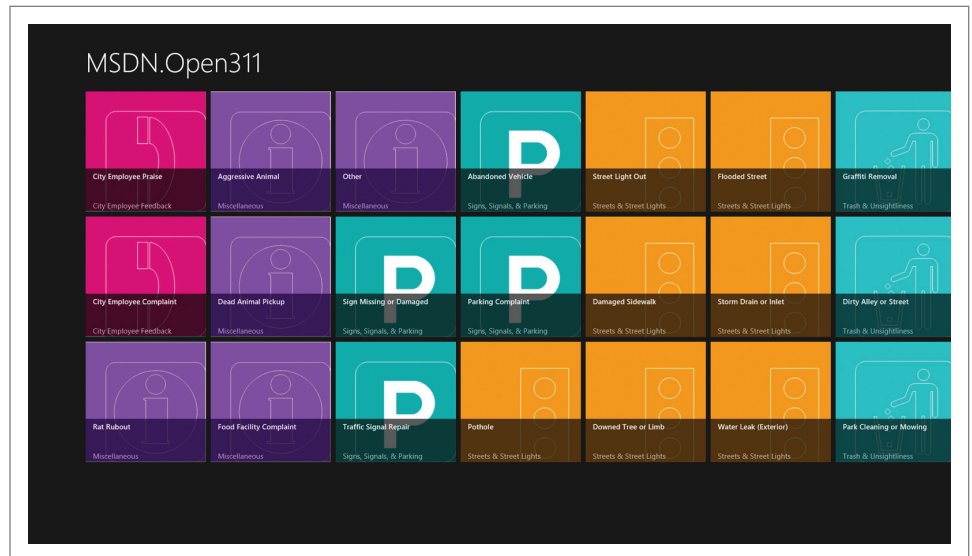 MSDN.Open311
City Employee Praise
City Employee Feedback
Aggressive Animal
Miscellaneous
Other
Miscellaneous
P
Abandoned Vehicle
Signs, Signals, & Parking
Street Light Out
Streets & Street Lights
Flooded Street
Streets & Street Lights
Graffiti Removal
Trash & Unsightliness
City Employee Complaint
City Employee Feedback
Dead Animal Pickup
Miscellaneous
P
Sign Missing or Damaged
Signs, Signals, & Parking
P
Parking Complaint
Signs, Signals, & Parking
Damaged Sidewalk
Streets & Street Lights
Storm Drain or Inlet
Streets & Street Lights
Dirty Alley or Street
Trash & Unsightliness
Rat Rubout
Miscellaneous
Food Facility Complaint
Miscellaneous
P
Traffic Signal Repair
Signs, Signals, & Parking
Pothole
Streets & Street Lights
Downed Tree or Limb
Streets & Street Lights
Water Leak (Exterior)
Streets & Street Lights
Park Cleaning or Mowing
Trash & Unsightliness